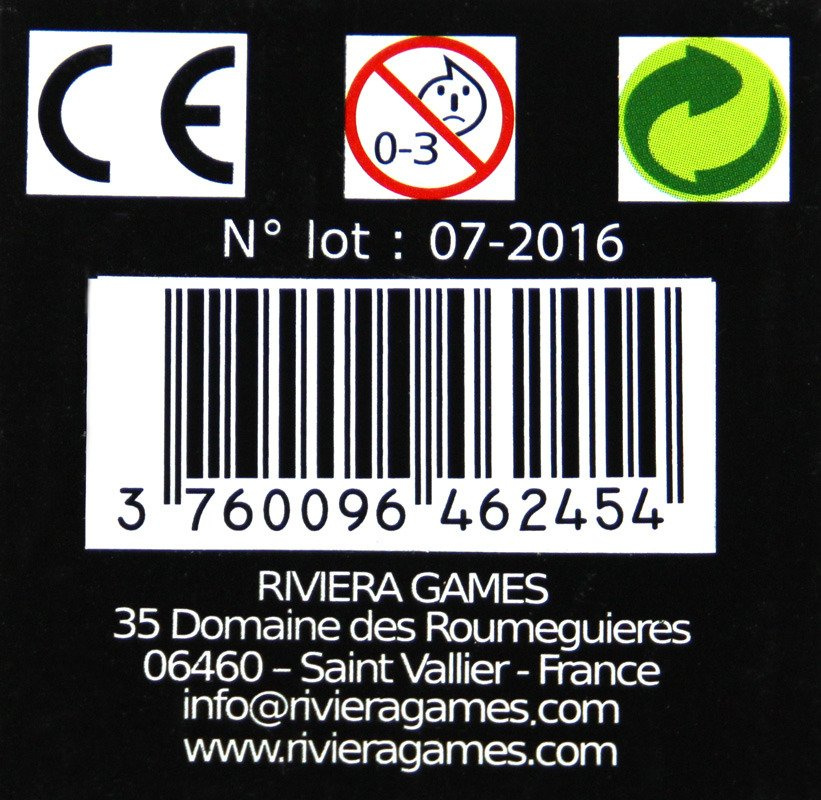 CE
0-3
N° lot : 07-2016
3 760096 462454
RIVIERA GAMES
35 Domaine des Roumeguieres
06460 – Saint Vallier - France
info@rivieragames.com
www.rivieragames.com